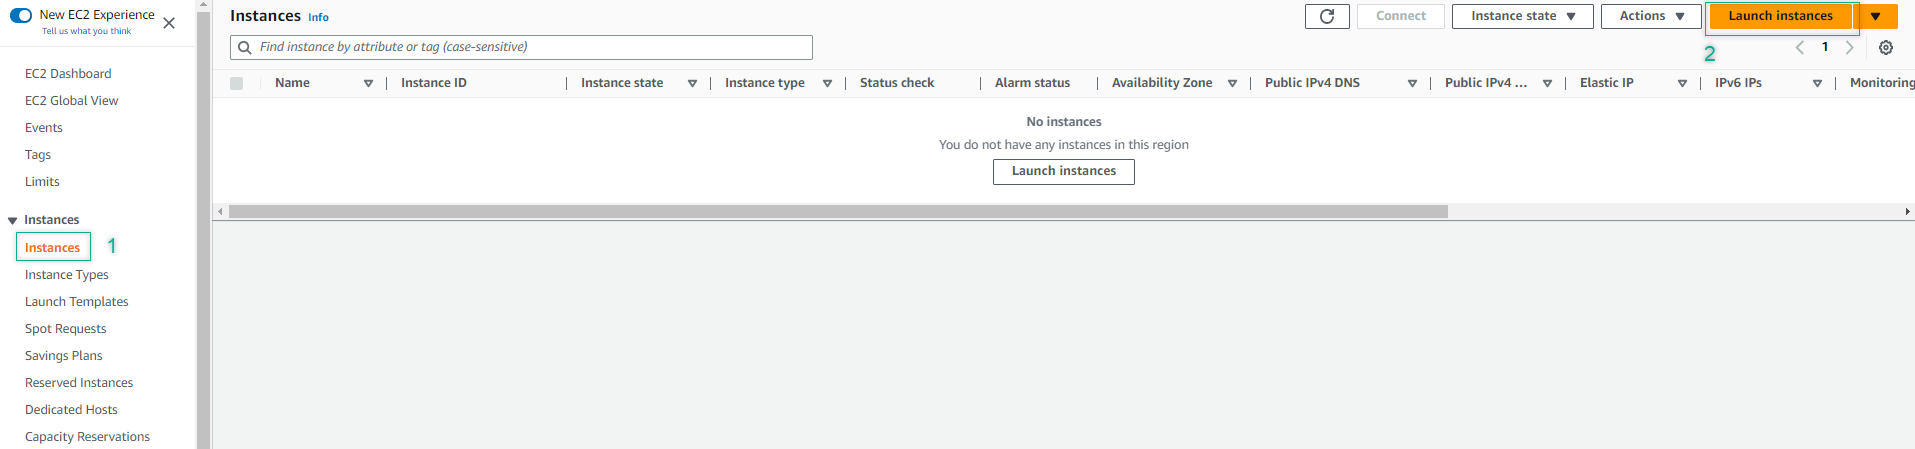 New EC2 Experience
Tell us what you think
EC2 Dashboard
EC2 Global View
Events
Tags
Limits
Instances
Instances 1
Instance Types
Launch Templates
Spot Requests
Savings Plans
Reserved Instances
Dedicated Hosts
Capacity Reservations
Instances Info
Connect Instance state Actions Launch instances
Find instance by attribute or tag (case-sensitive)
2 1
Name Instance ID Instance state Instance type Status check Alarm status Availability Zone Public IPv4 DNS Public IPv4 ... Elastic IP IPv6 IPs Monitoring
No instances
You do not have any instances in this region
Launch instances